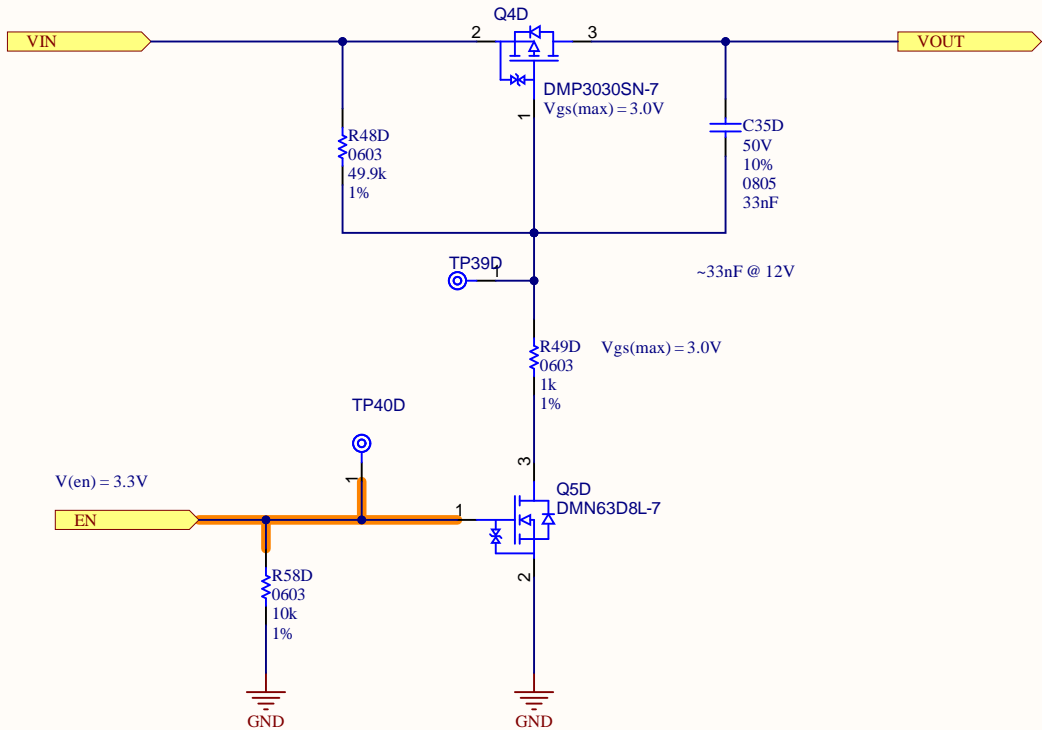 Q4D
VIN
2
3
VOUT
DMP3030SN-7
Vgs(max) = 3.0V
1
R48D
0603
49.9k
1%
C35D
50V
10%
0805
33nF
TP39D
1
~33nF @ 12V
R49D
0603
1k
1%
Vgs(max) = 3.0V
TP40D
1
3
V(en) = 3.3V
EN
1
Q5D
DMN63D8L-7
2
R58D
0603
10k
1%
GND
GND